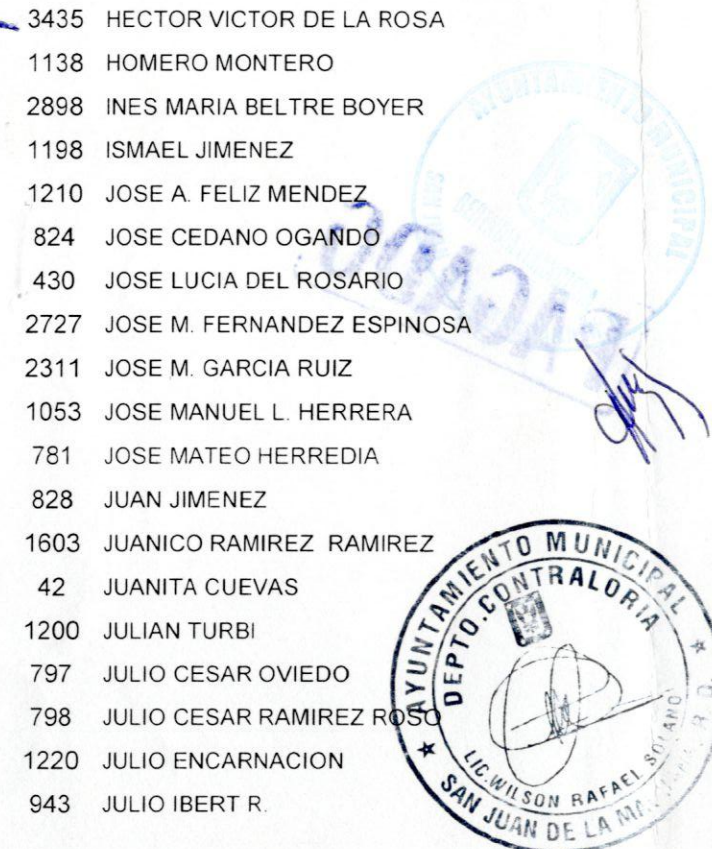 3435 HECTOR VICTOR DE LA ROSA
1138 HOMERO MONTERO
2898 INES MARIA BELTRE BOYER
1198 ISMAEL JIMENEZ
1210 JOSE A. FELIZ MENDEZ
824 JOSE CEDANO OGANDO
430 JOSE LUCIA DEL ROSARIO
2727 JOSE M. FERNANDEZ ESPINOSA
2311 JOSE M. GARCIA RUIZ
1053 JOSE MANUEL L. HERRERA
781 JOSE MATEO HERREDIA
828 JUAN JIMENEZ
1603 JUANICO RAMIREZ RAMIREZ
42 JUANITA CUEVAS
1200 JULIAN TURBI
797 JULIO CESAR OVIEDO
798 JULIO CESAR RAMIREZ ROSO
1220 JULIO ENCARNACION
943 JULIO IBERT R.
AYUNTAMIENTO MUNICIPAL
PAGADO
AYUNTAMIENTO MUNICIPAL
DEPTO. CONTRALORIA
LIC. WILSON RAFAEL SOLANO
SAN JUAN DE LA R. D.